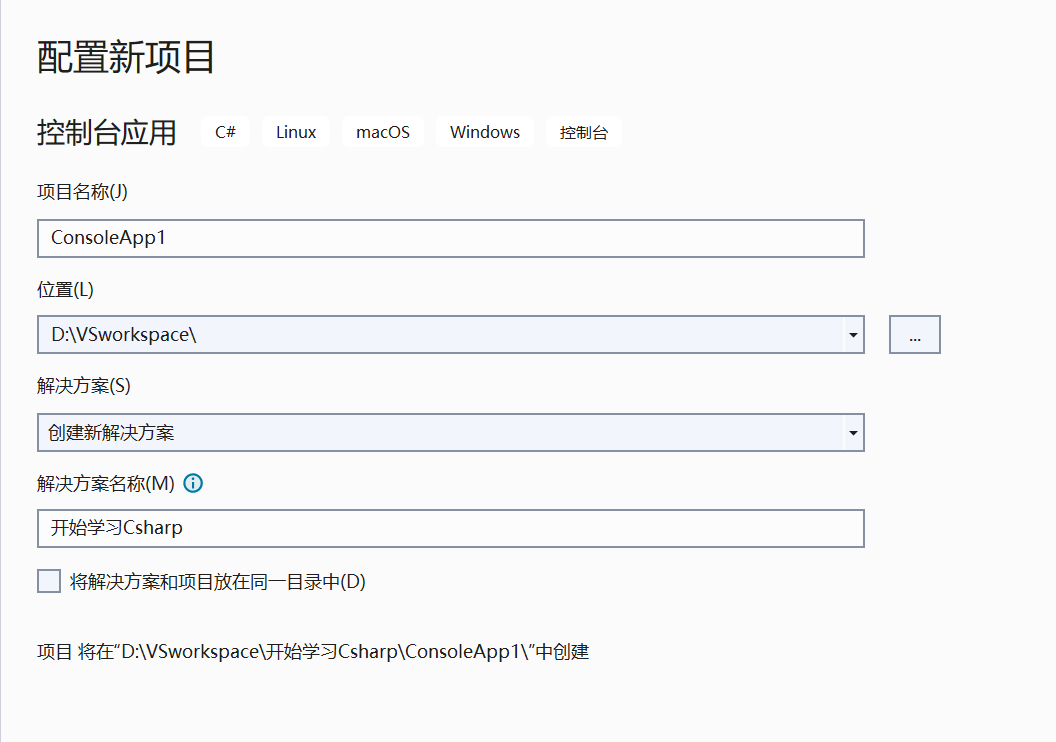 配置新项目
控制台应用 C# Linux macOS Windows 控制台
项目名称(J)
ConsoleApp1
位置(L)
D:\VSworkspace\
...
解决方案(S)
创建新解决方案
解决方案名称(M)
开始学习Csharp
将解决方案和项目放在同一目录中(D)
项目 将在“D:\VSworkspace\开始学习Csharp\ConsoleApp1\”中创建